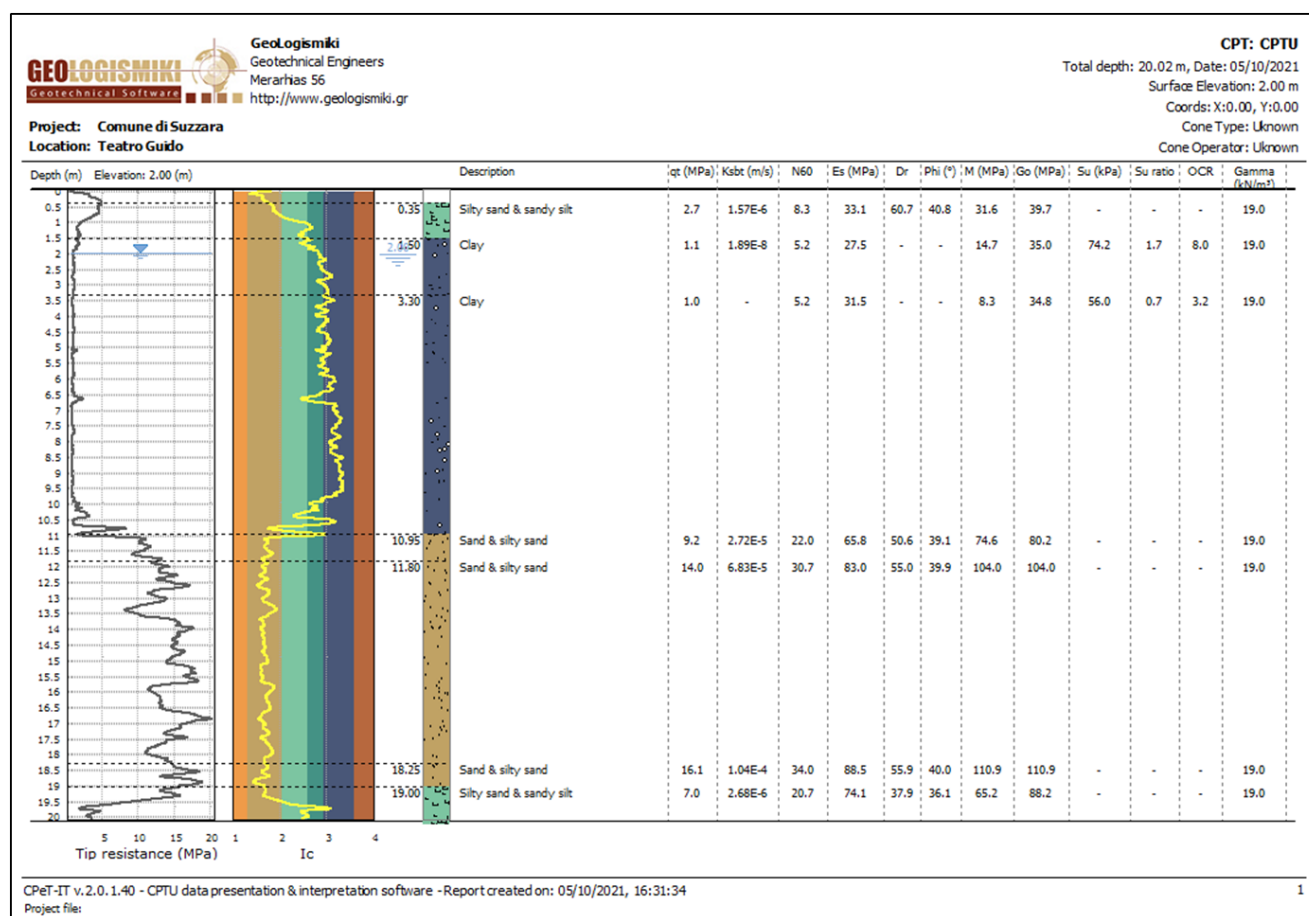 GEOLOGISMIKI
Geotechnical Software
GeoLogismiki
Geotechnical Engineers
Merarhias 56
http://www.geologismiki.gr
Project: Comune di Suzzara
Location: Teatro Guido
CPT: CPTU
Total depth: 20.02 m, Date: 05/10/2021
Surface Elevation: 2.00 m
Coords: X:0.00, Y:0.00
Cone Type: Uknown
Cone Operator: Uknown
Depth (m) Elevation: 2.00 (m) Description qt (MPa) Ksbt (m/s) N60 Es (MPa) Dr Phi (°) M (MPa) Go (MPa) Su (kPa) Su ratio OCR Gamma (kN/m³)
0
0.5
1
1.5
2
2.5
3
3.5
4
4.5
5
5.5
6
6.5
7
7.5
8
8.5
9
9.5
10
10.5
11
11.5
12
12.5
13
13.5
14
14.5
15
15.5
16
16.5
17
17.5
18
18.5
19
19.5
20
0.35 Silty sand & sandy silt 2.7 1.57E-6 8.3 33.1 60.7 40.8 31.6 39.7 - - - 19.0
1.50 Clay 1.1 1.89E-8 5.2 27.5 - - 14.7 35.0 74.2 1.7 8.0 19.0
3.30 Clay 1.0 - 5.2 31.5 - - 8.3 34.8 56.0 0.7 3.2 19.0
10.95 Sand & silty sand 9.2 2.72E-5 22.0 65.8 50.6 39.1 74.6 80.2 - - - 19.0
11.80 Sand & silty sand 14.0 6.83E-5 30.7 83.0 55.0 39.9 104.0 104.0 - - - 19.0
18.25 Sand & silty sand 16.1 1.04E-4 34.0 88.5 55.9 40.0 110.9 110.9 - - - 19.0
19.00 Silty sand & sandy silt 7.0 2.68E-6 20.7 74.1 37.9 36.1 65.2 88.2 - - - 19.0
5 10 15 20 1 2 3 4
Tip resistance (MPa) Ic
CPeT-IT v.2.0.1.40 - CPTU data presentation & interpretation software - Report created on: 05/10/2021, 16:31:34 1
Project file: